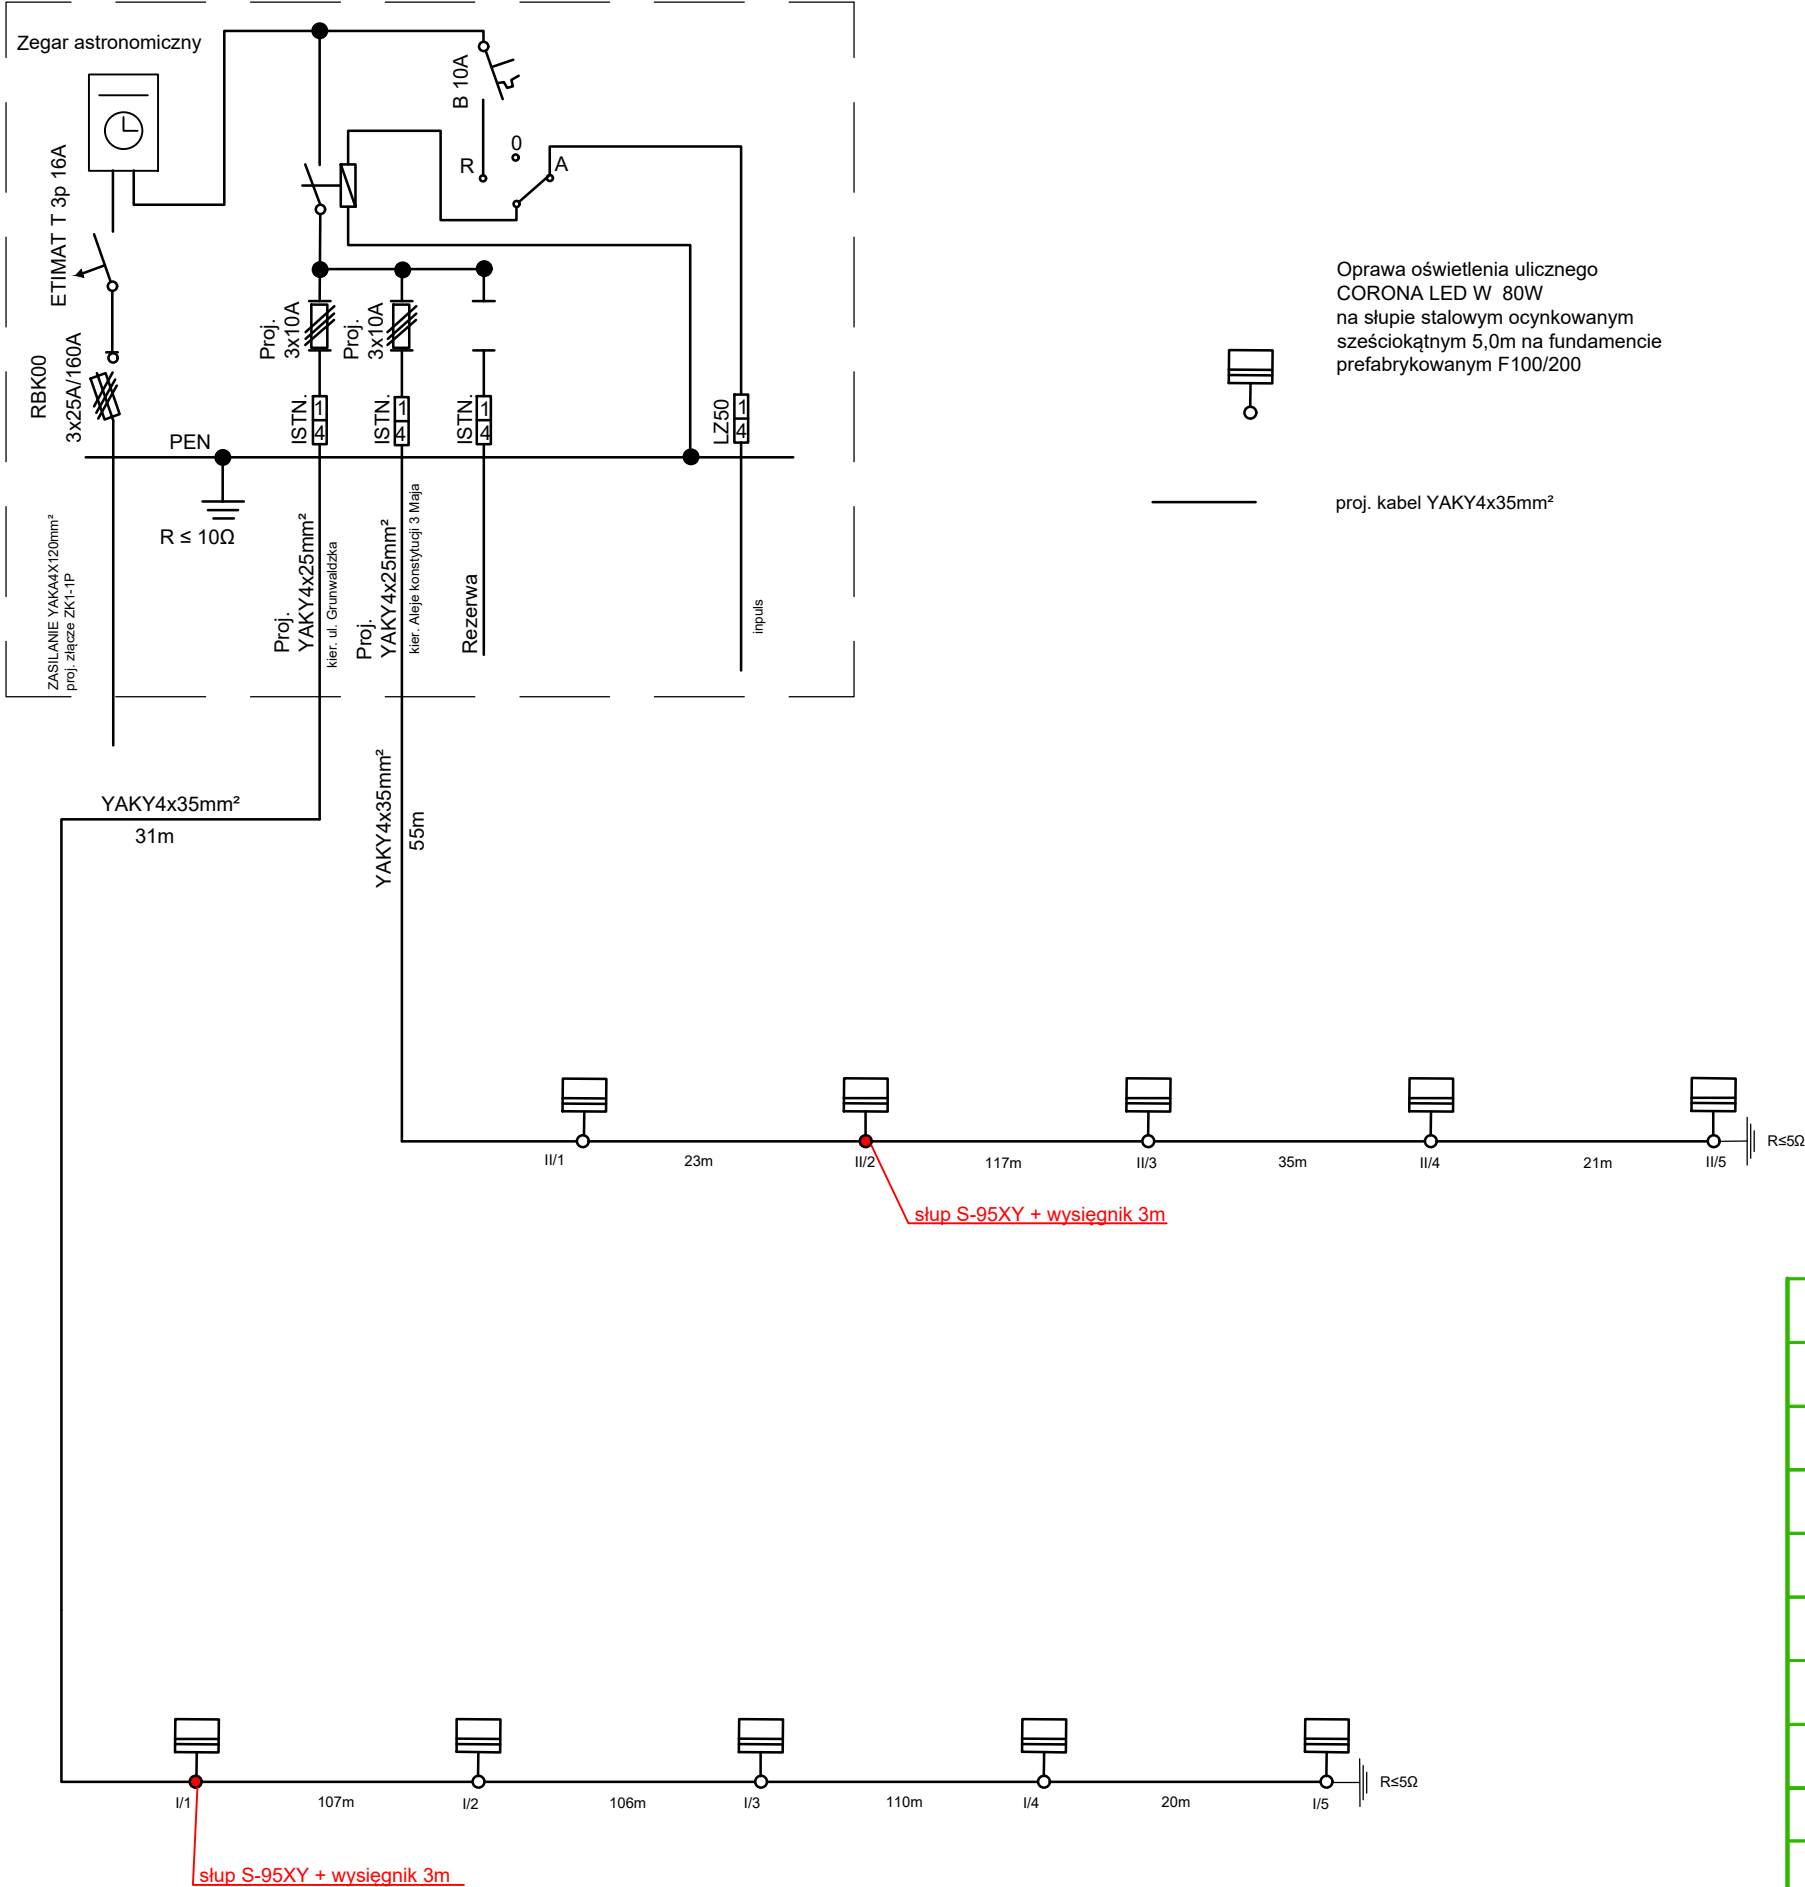 Zegar astronomiczny
ETIMAT T 3p 16A
RBK00
3x25A/160A
B 10A
R
0
A
Proj.
3x10A
Proj.
3x10A
ISTN.
1
4
ISTN.
1
4
ISTN.
1
4
LZ50
1
4
PEN
R ≤ 10Ω
ZASILANIE YAKA4X120mm²
proj. złącze ZK1-1P
Proj.
YAKY4x25mm²
kier. ul. Grunwaldzka
Proj.
YAKY4x25mm²
kier. Aleje konstytucji 3 Maja
Rezerwa
inpuls
Oprawa oświetlenia ulicznego
CORONA LED W 80W
na słupie stalowym ocynkowanym
sześciokątnym 5,0m na fundamencie
prefabrykowanym F100/200
proj. kabel YAKY4x35mm²
YAKY4x35mm²
31m
YAKY4x35mm²
55m
II/1
23m
II/2
117m
II/3
35m
II/4
21m
II/5
R≤5Ω
słup S-95XY + wysięgnik 3m
I/1
107m
I/2
106m
I/3
110m
I/4
20m
I/5
R≤5Ω
słup S-95XY + wysięgnik 3m